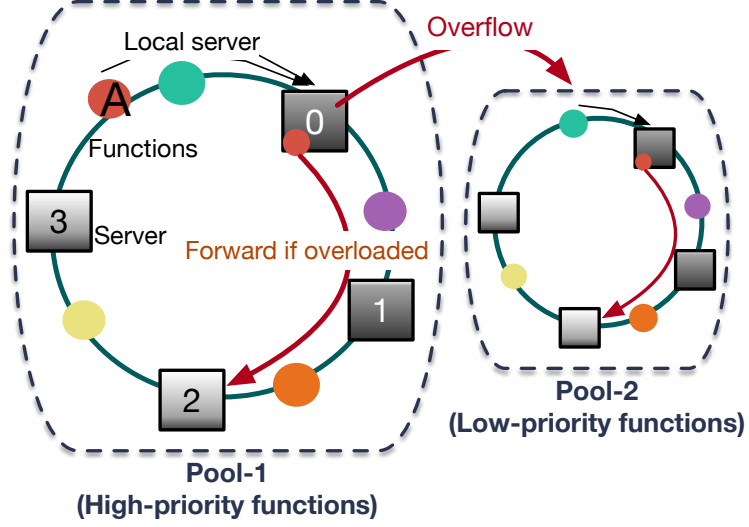 Overflow
Local server
A
0
Functions
3
Server
Forward if overloaded
1
2
Pool-1
(High-priority functions)
Pool-2
(Low-priority functions)